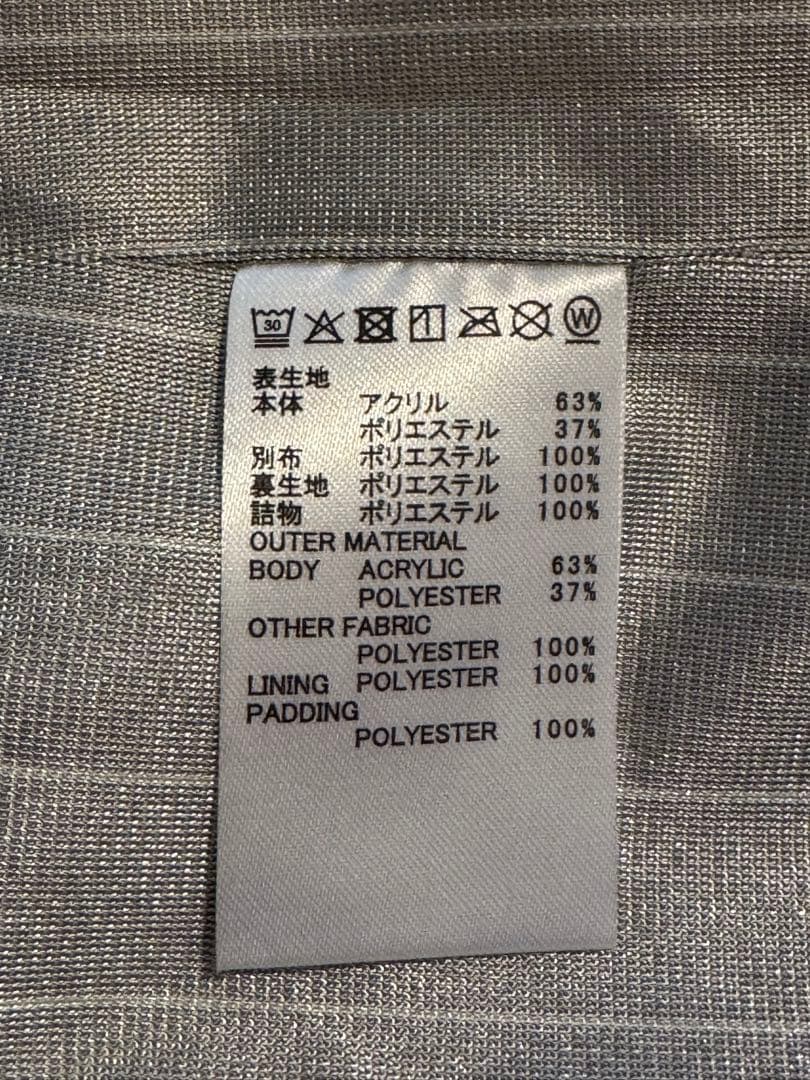 30 W
表生地
本体 アクリル 63%
ポリエステル 37%
別布 ポリエステル 100%
裏生地 ポリエステル 100%
詰物 ポリエステル 100%
OUTER MATERIAL
BODY ACRYLIC 63%
POLYESTER 37%
OTHER FABRIC
POLYESTER 100%
LINING POLYESTER 100%
PADDING
POLYESTER 100%